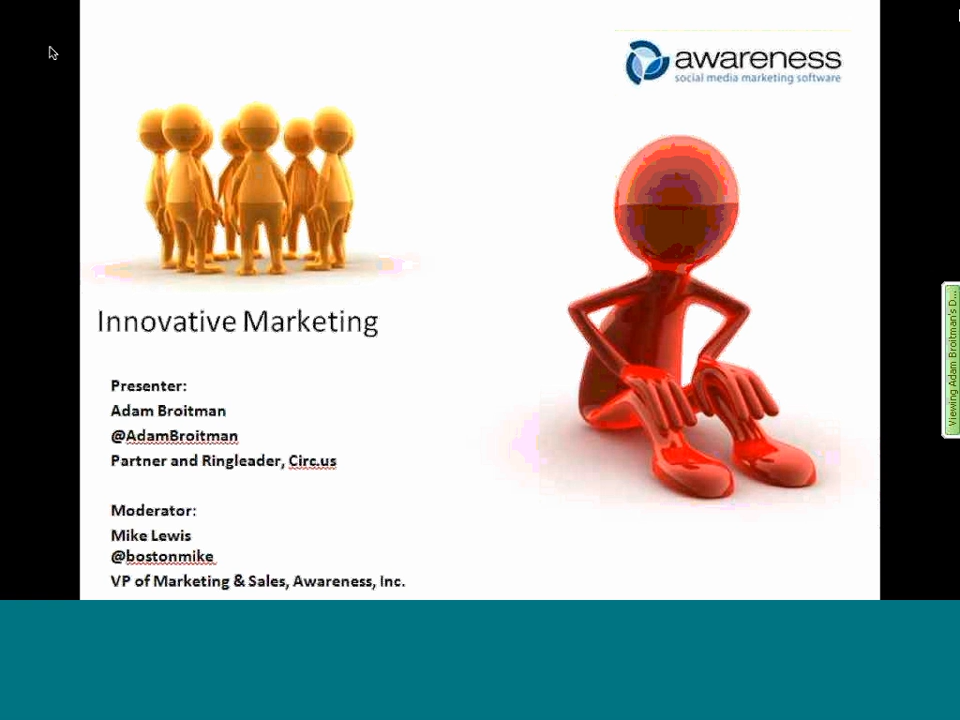 awareness
social media marketing software
Innovative Marketing
Presenter:
Adam Broitman
@AdamBroitman
Partner and Ringleader, Circ.us
Moderator:
Mike Lewis
@bostonmike
VP of Marketing & Sales, Awareness, Inc.
Viewing Adam Broitman's D...